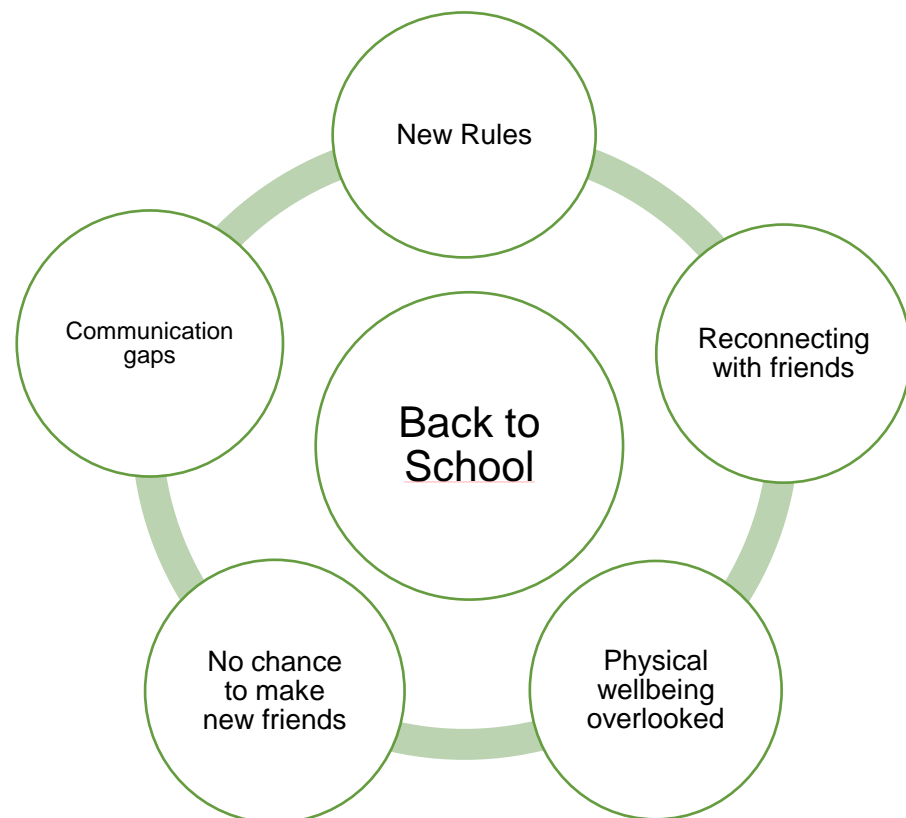 New Rules
Reconnecting
with friends
Physical
wellbeing
overlooked
No chance
to make
new friends
Communication
gaps
Back to
School